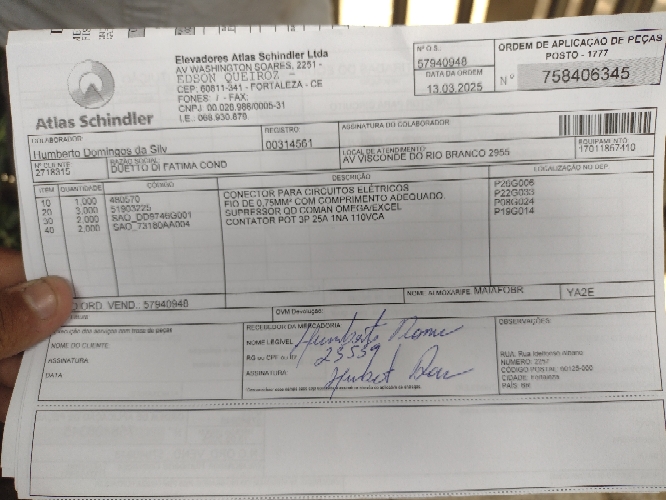 Atlas Schindler
Elevadores Atlas Schindler Ltda
AV WASHINGTON SOARES, 2251 -
EDSON QUEIROZ -
CEP: 60811-341 - FORTALEZA - CE
FONES: / - FAX:
CNPJ: 00.028.986/0005-31
I.E.: 068.930.876
Nº O.S.:
57940948
DATA DA ORDEM
13.03.2025
ORDEM DE APLICAÇÃO DE PEÇAS
POSTO - 1777
Nº 758406345
COLABORADOR
Humberto Domingos da Silv
REGISTRO
00314561
ASSINATURA DO COLABORADOR
Nº CLIENTE
2718315
RAZÃO SOCIAL
DUETTO DI FATIMA COND
LOCAL DE ATENDIMENTO
AV VISCONDE DO RIO BRANCO 2955
EQUIPAMENTO
17011867410
ITEM QUANTIDADE CÓDIGO DESCRIÇÃO LOCALIZAÇÃO NO DEP.
10 1,000 480570 CONECTOR PARA CIRCUITOS ELÉTRICOS P20G006
20 3,000 51903225 FIO DE 0,75MM² COM COMPRIMENTO ADEQUADO. P22G033
30 2,000 SAO_DD9746G001 SUPRESSOR QD COMAN OMEGA/EXCEL P08G024
40 2,000 SAO_73180AA004 CONTATOR POT 3P 25A 1NA 110VCA P19G014
ORD. VEND.: 57940948
NOME ALMOXARIFE MAIAFOBR
YA2E
OVM Devolução:
NOME DO CLIENTE:
ASSINATURA
DATA
RECEBEDOR DA MERCADORIA
NOME LEGÍVEL Humberto
RG ou CPF ou 23559
ASSINATURA:
OBSERVAÇÕES:
NÚMERO: 2257
CÓDIGO POSTAL: 60125-000
CIDADE: Fortaleza
PAÍS: BR